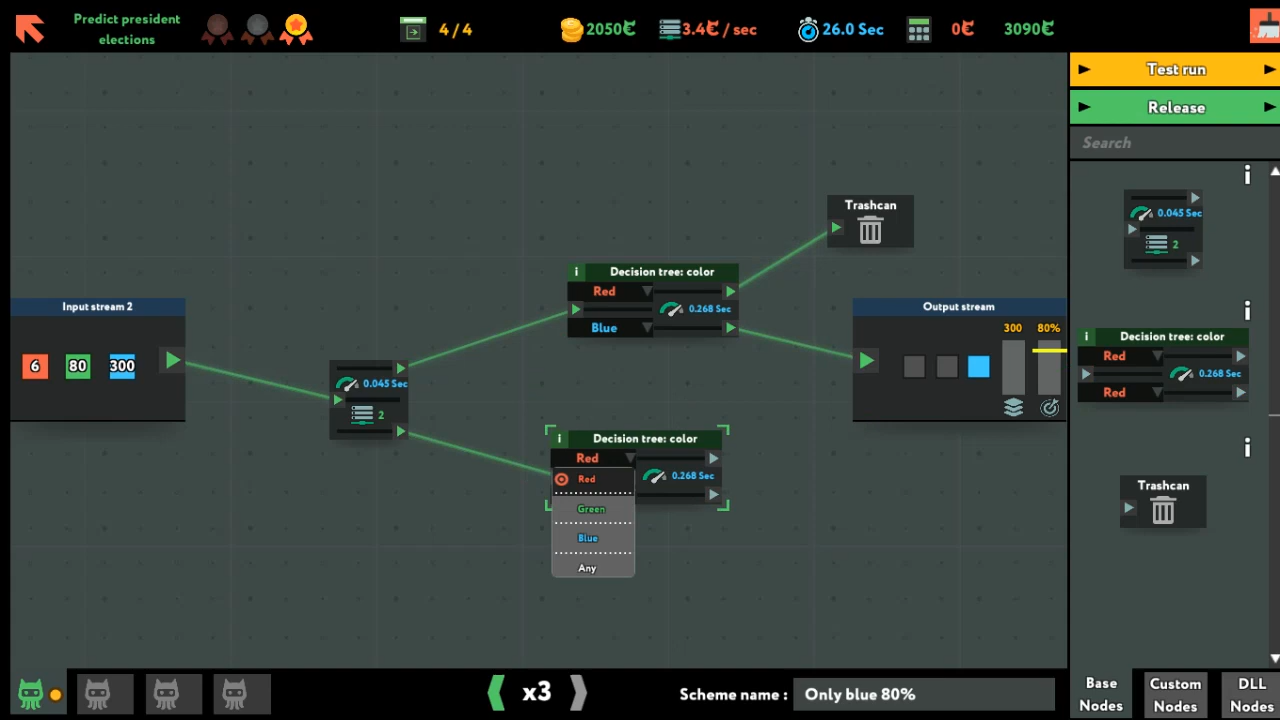 Predict president
elections
4 / 4
2050€
3.4€ / sec
26.0 Sec
0€
3090€
Test run
Release
Search
i
0.045 Sec
2
i
i Decision tree: color
Red
0.268 Sec
Red
i
Trashcan
Trashcan
i Decision tree: color
Red
0.268 Sec
Blue
Input stream 2
6 80 300
0.045 Sec
2
Output stream
300 80%
i Decision tree: color
Red
0.268 Sec
Red
Green
Blue
Any
x3
Scheme name :
Only blue 80%
Base
Nodes
Custom
Nodes
DLL
Nodes